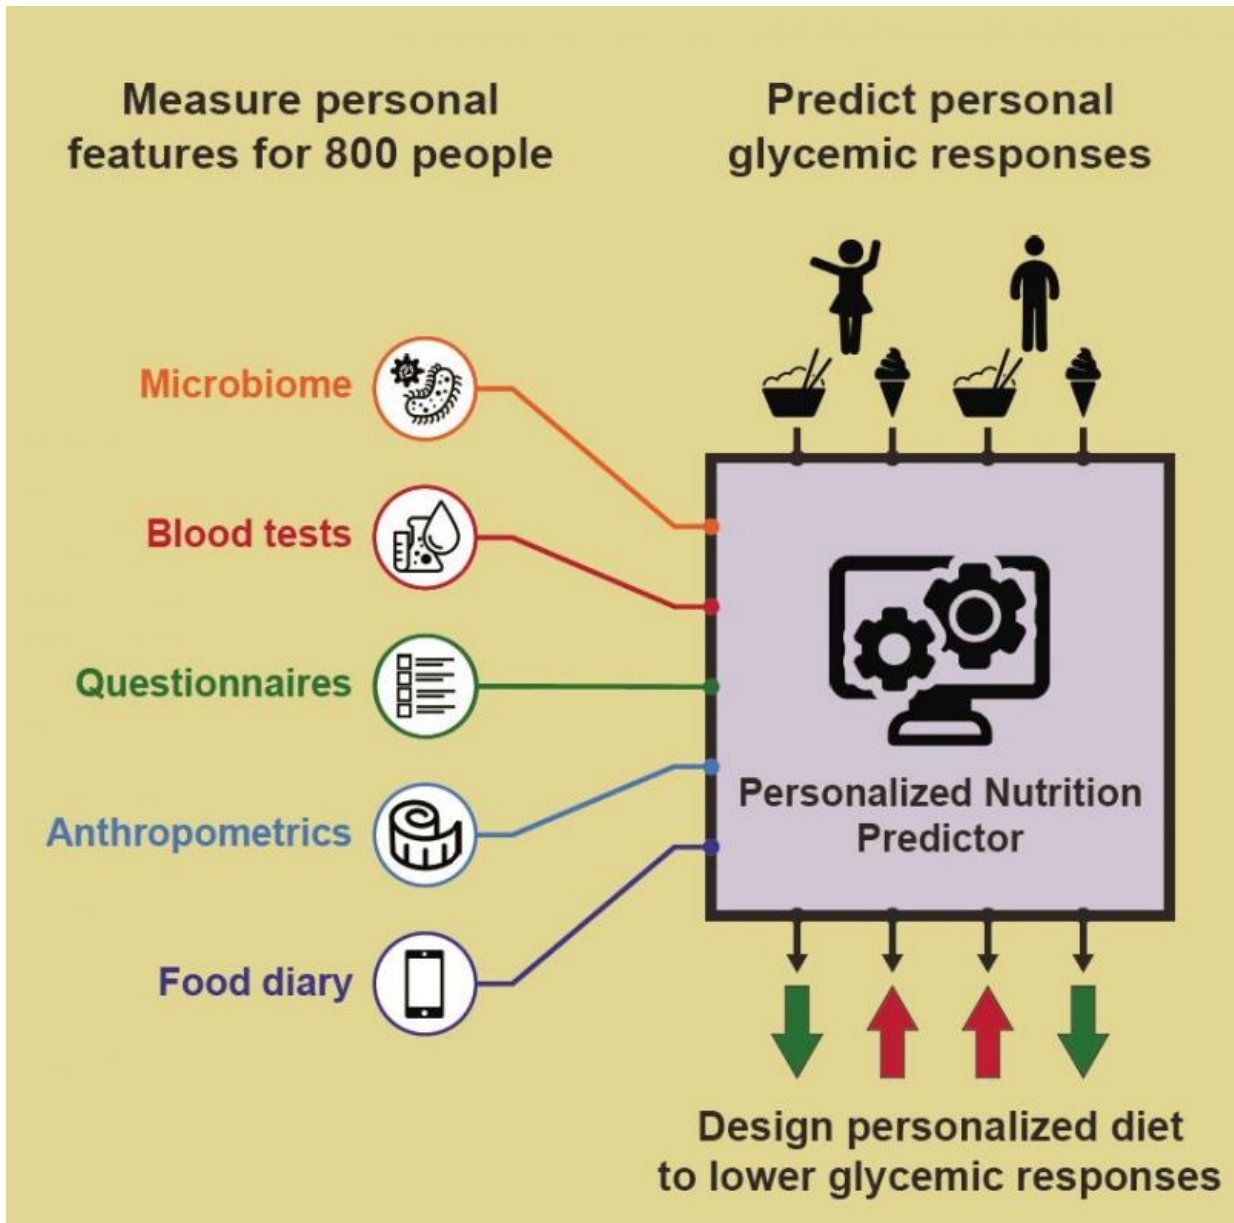 Measure personal
features for 800 people
Predict personal
glycemic responses
Microbiome
Blood tests
Questionnaires
Anthropometrics
Food diary
Personalized Nutrition
Predictor
Design personalized diet
to lower glycemic responses